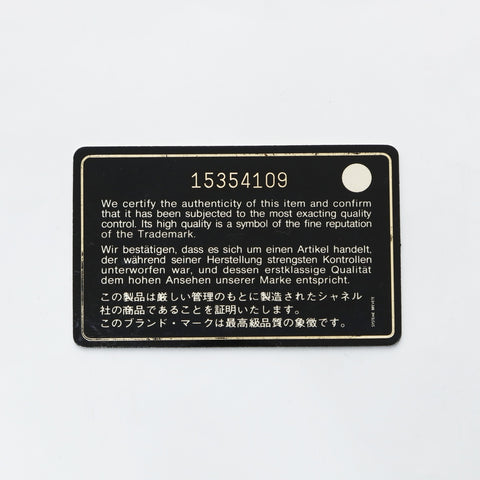 15354109
We certify the authenticity of this item and confirm
that it has been subjected to the most exacting quality
control. Its high quality is a symbol of the fine reputation
of the Trademark.
Wir bestätigen, dass es sich um einen Artikel handelt,
der während seiner Herstellung strengsten Kontrollen
unterworfen war, und dessen erstklassige Qualität
dem hohen Ansehen unserer Marke entspricht.
この製品は厳しい管理のもとに製造されたシャネル
社の商品であることを証明いたします。
このブランド・マークは最高級品質の象徴です。